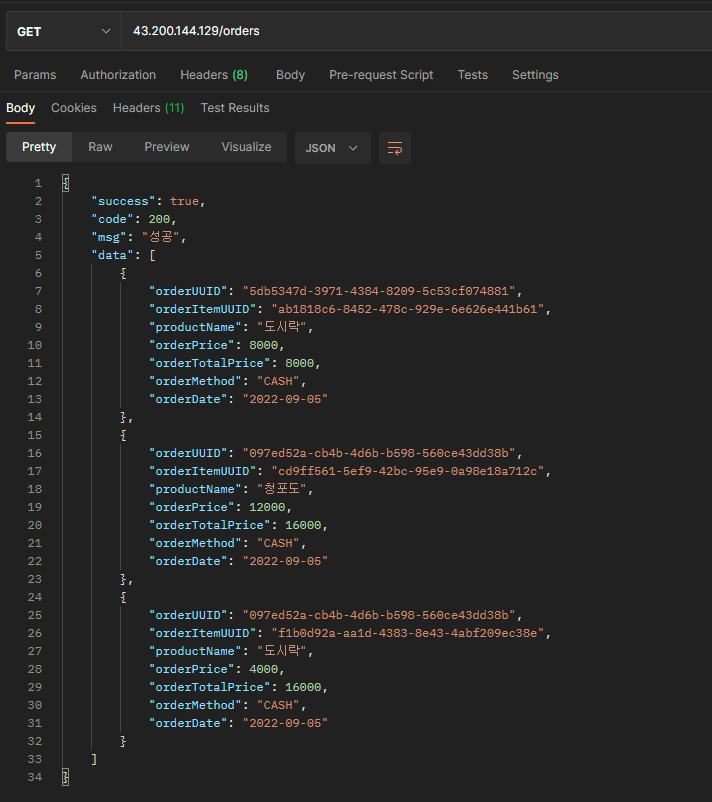 GET 43.200.144.129/orders
Params Authorization Headers (8) Body Pre-request Script Tests Settings
Body Cookies Headers (11) Test Results
Pretty Raw Preview Visualize JSON
1 {
2 "success": true,
3 "code": 200,
4 "msg": "성공",
5 "data": [
6 {
7 "orderUUID": "5db5347d-3971-4384-8209-5c53cf074881",
8 "orderItemUUID": "ab1818c6-8452-478c-929e-6e626e441b61",
9 "productName": "도시락",
10 "orderPrice": 8000,
11 "orderTotalPrice": 8000,
12 "orderMethod": "CASH",
13 "orderDate": "2022-09-05"
14 },
15 {
16 "orderUUID": "097ed52a-cb4b-4d6b-b598-560ce43dd38b",
17 "orderItemUUID": "cd9ff561-5ef9-42bc-95e9-0a98e18a712c",
18 "productName": "청포도",
19 "orderPrice": 12000,
20 "orderTotalPrice": 16000,
21 "orderMethod": "CASH",
22 "orderDate": "2022-09-05"
23 },
24 {
25 "orderUUID": "097ed52a-cb4b-4d6b-b598-560ce43dd38b",
26 "orderItemUUID": "f1b0d92a-aa1d-4383-8e43-4abf209ec38e",
27 "productName": "도시락",
28 "orderPrice": 4000,
29 "orderTotalPrice": 16000,
30 "orderMethod": "CASH",
31 "orderDate": "2022-09-05"
32 }
33 ]
34 }